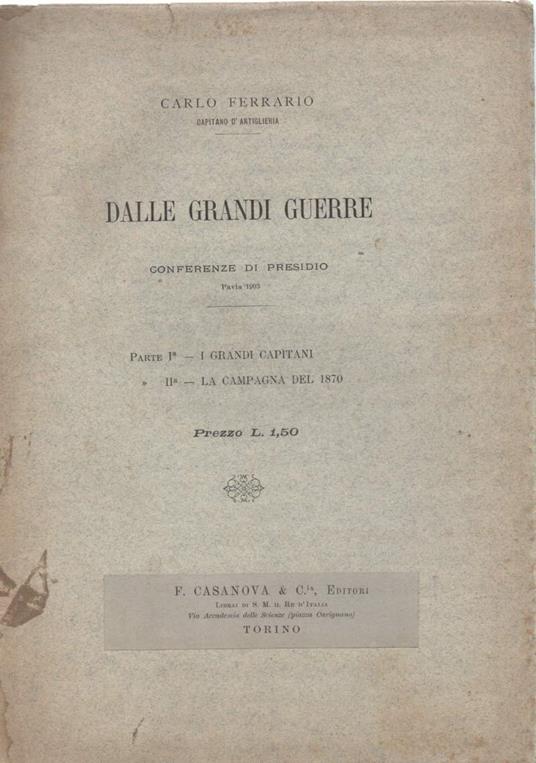 CARLO FERRARIO
CAPITANO D'ARTIGLIERIA
DALLE GRANDI GUERRE
CONFERENZE DI PRESIDIO
Pavia 1903
PARTE Iª — I GRANDI CAPITANI
» IIª — LA CAMPAGNA DEL 1870
Prezzo L. 1,50
F. CASANOVA & C.ia, EDITORI
LIBRAI DI S. M. IL RE D'ITALIA
Via Accademia delle Scienze (piazza Carignano)
TORINO